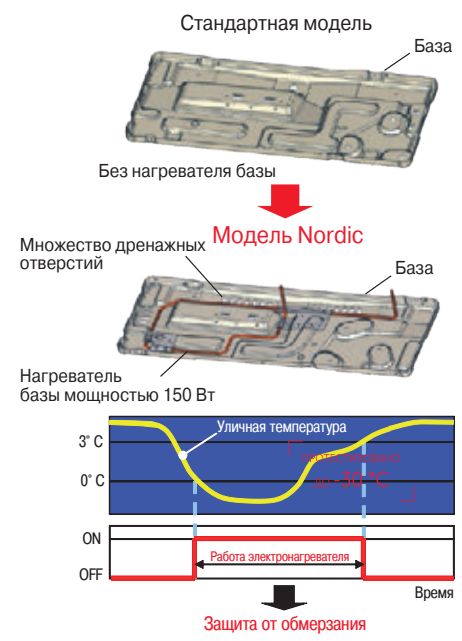 Стандартная модель
База
Без нагревателя базы
Модель Nordic
Множество дренажных
отверстий
База
Нагреватель
базы мощностью 150 Вт
Уличная температура
3° C
до -30 °C
0° C
ON
Работа электронагревателя
OFF
Время
Защита от обмерзания